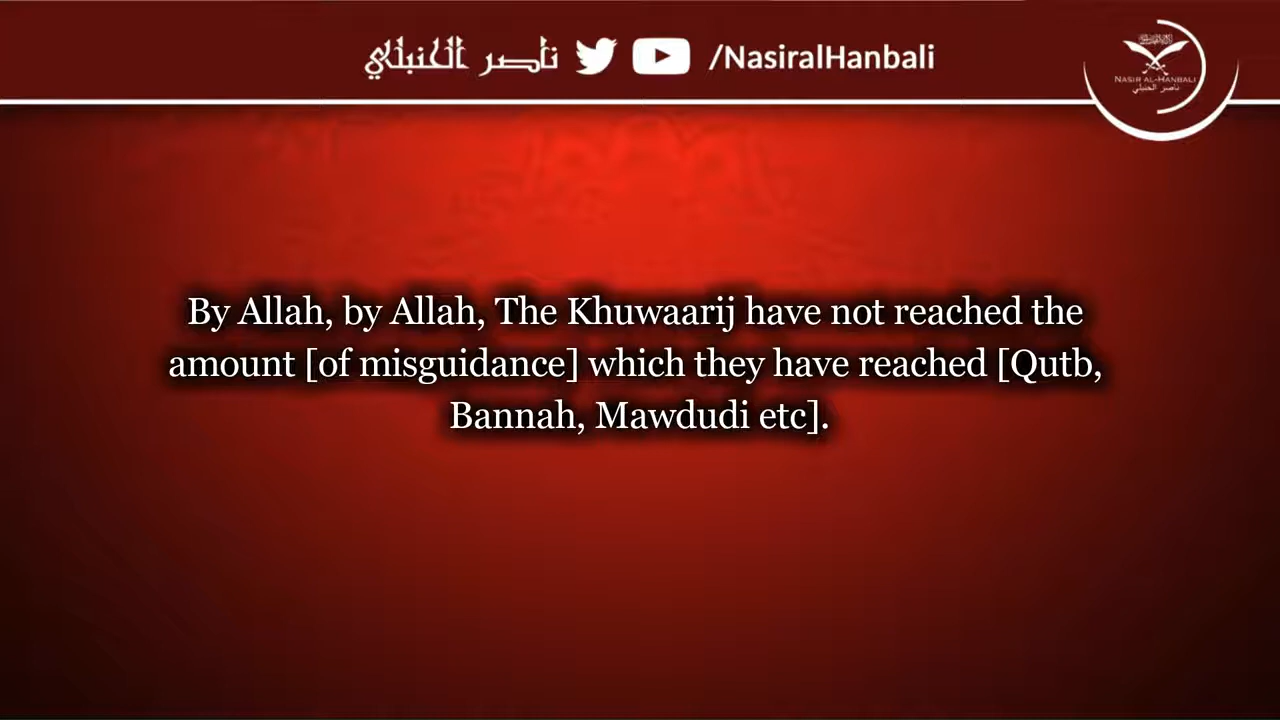 ناصر الحنبلي /NasiralHanbali
NASIR AL-HANBALI
ناصر الحنبلي
By Allah, by Allah, The Khuwaarij have not reached the
amount [of misguidance] which they have reached [Qutb,
Bannah, Mawdudi etc].